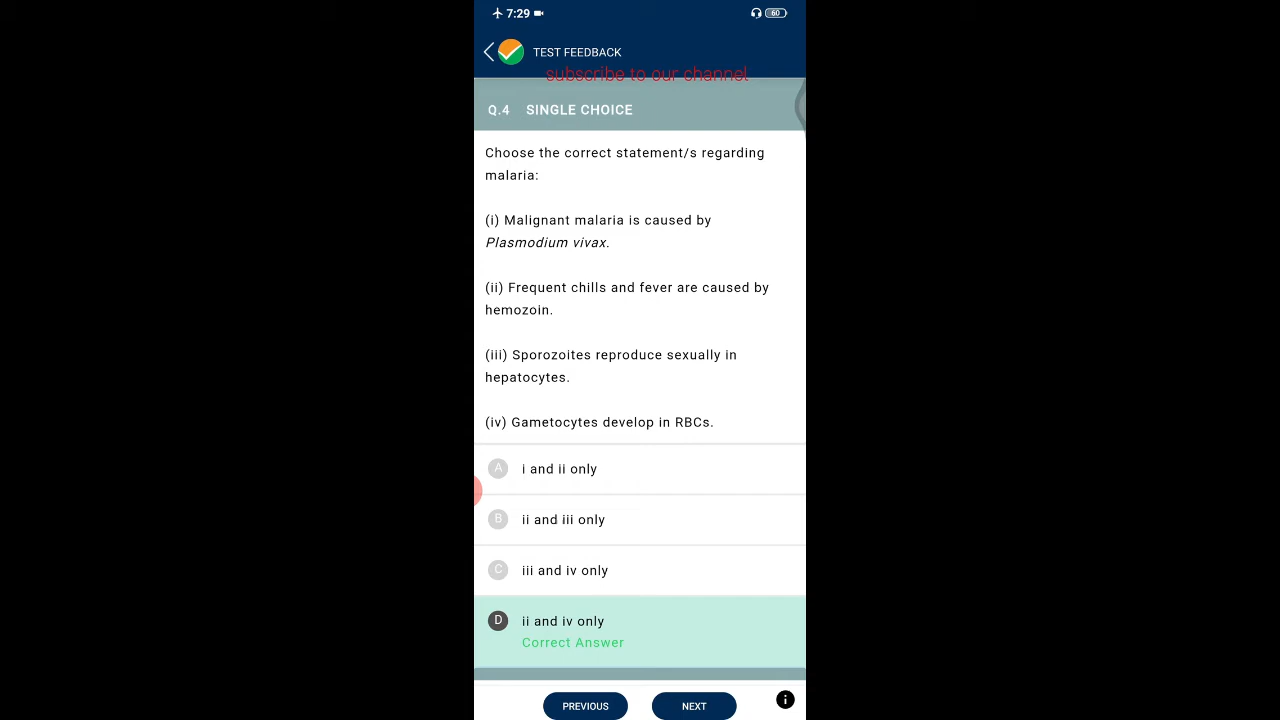 7:29
60
TEST FEEDBACK
subscribe to our channel
Q.4 SINGLE CHOICE
Choose the correct statement/s regarding
malaria:
(i) Malignant malaria is caused by
Plasmodium vivax.
(ii) Frequent chills and fever are caused by
hemozoin.
(iii) Sporozoites reproduce sexually in
hepatocytes.
(iv) Gametocytes develop in RBCs.
A i and ii only
B ii and iii only
C iii and iv only
D ii and iv only
Correct Answer
PREVIOUS NEXT i